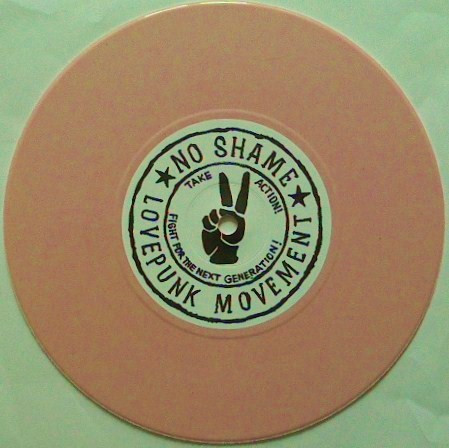 NO SHAME
LOVEPUNK MOVEMENT
TAKE ACTION!
FIGHT FOR THE NEXT GENERATION!